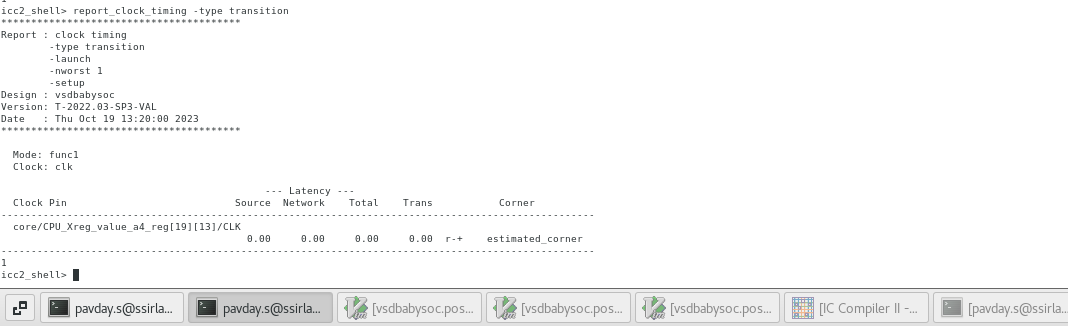 icc2_shell> report_clock_timing -type transition
****************************************
Report : clock timing
        -type transition
        -launch
        -nworst 1
        -setup
Design : vsdbabysoc
Version: T-2022.03-SP3-VAL
Date   : Thu Oct 19 13:20:00 2023
****************************************

  Mode: func1
  Clock: clk

                                            --- Latency ---
  Clock Pin                            Source  Network    Total    Trans           Corner
---------------------------------------------------------------------------------------------------
  core/CPU_Xreg_value_a4_reg[19][13]/CLK
                                         0.00     0.00     0.00     0.00  r-+    estimated_corner
---------------------------------------------------------------------------------------------------
1
icc2_shell>
pavday.s@ssirla... pavday.s@ssirla... [vsdbabysoc.pos... [vsdbabysoc.pos... [vsdbabysoc.pos... [IC Compiler II -... [pavday.s@ssirla